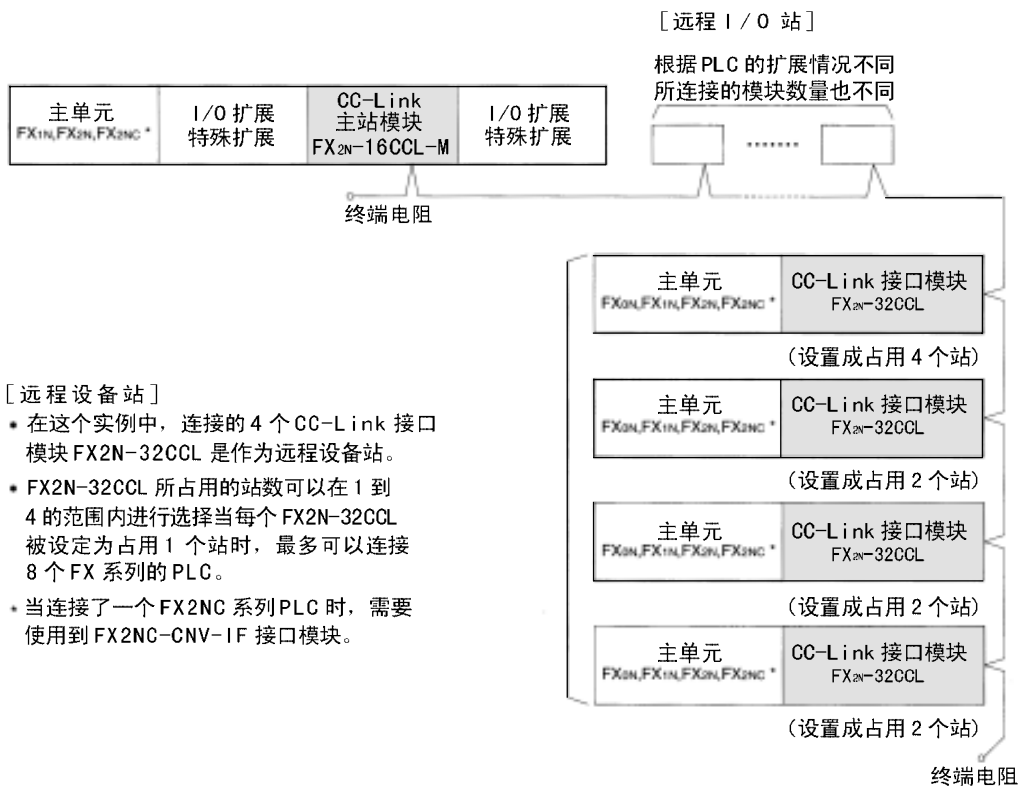 [远程 I/O 站]
根据 PLC 的扩展情况不同
所连接的模块数量也不同
主单元
FX1N,FX2N,FX2NC *
I/O 扩展
特殊扩展
CC-Link
主站模块
FX2N-16CCL-M
I/O 扩展
特殊扩展
终端电阻
主单元
FX0N,FX1N,FX2N,FX2NC *
CC-Link 接口模块
FX2N-32CCL
(设置成占用 4 个站)
主单元
FX0N,FX1N,FX2N,FX2NC *
CC-Link 接口模块
FX2N-32CCL
(设置成占用 2 个站)
主单元
FX0N,FX1N,FX2N,FX2NC *
CC-Link 接口模块
FX2N-32CCL
(设置成占用 2 个站)
主单元
FX0N,FX1N,FX2N,FX2NC *
CC-Link 接口模块
FX2N-32CCL
(设置成占用 2 个站)
终端电阻
[远程设备站]
• 在这个实例中，连接的 4 个 CC-Link 接口
模块 FX2N-32CCL 是作为远程设备站。
• FX2N-32CCL 所占用的站数可以在 1 到
4 的范围内进行选择当每个 FX2N-32CCL
被设定为占用 1 个站时，最多可以连接
8 个 FX 系列的 PLC。
* 当连接了一个 FX2NC 系列 PLC 时，需要
使用到 FX2NC-CNV-IF 接口模块。